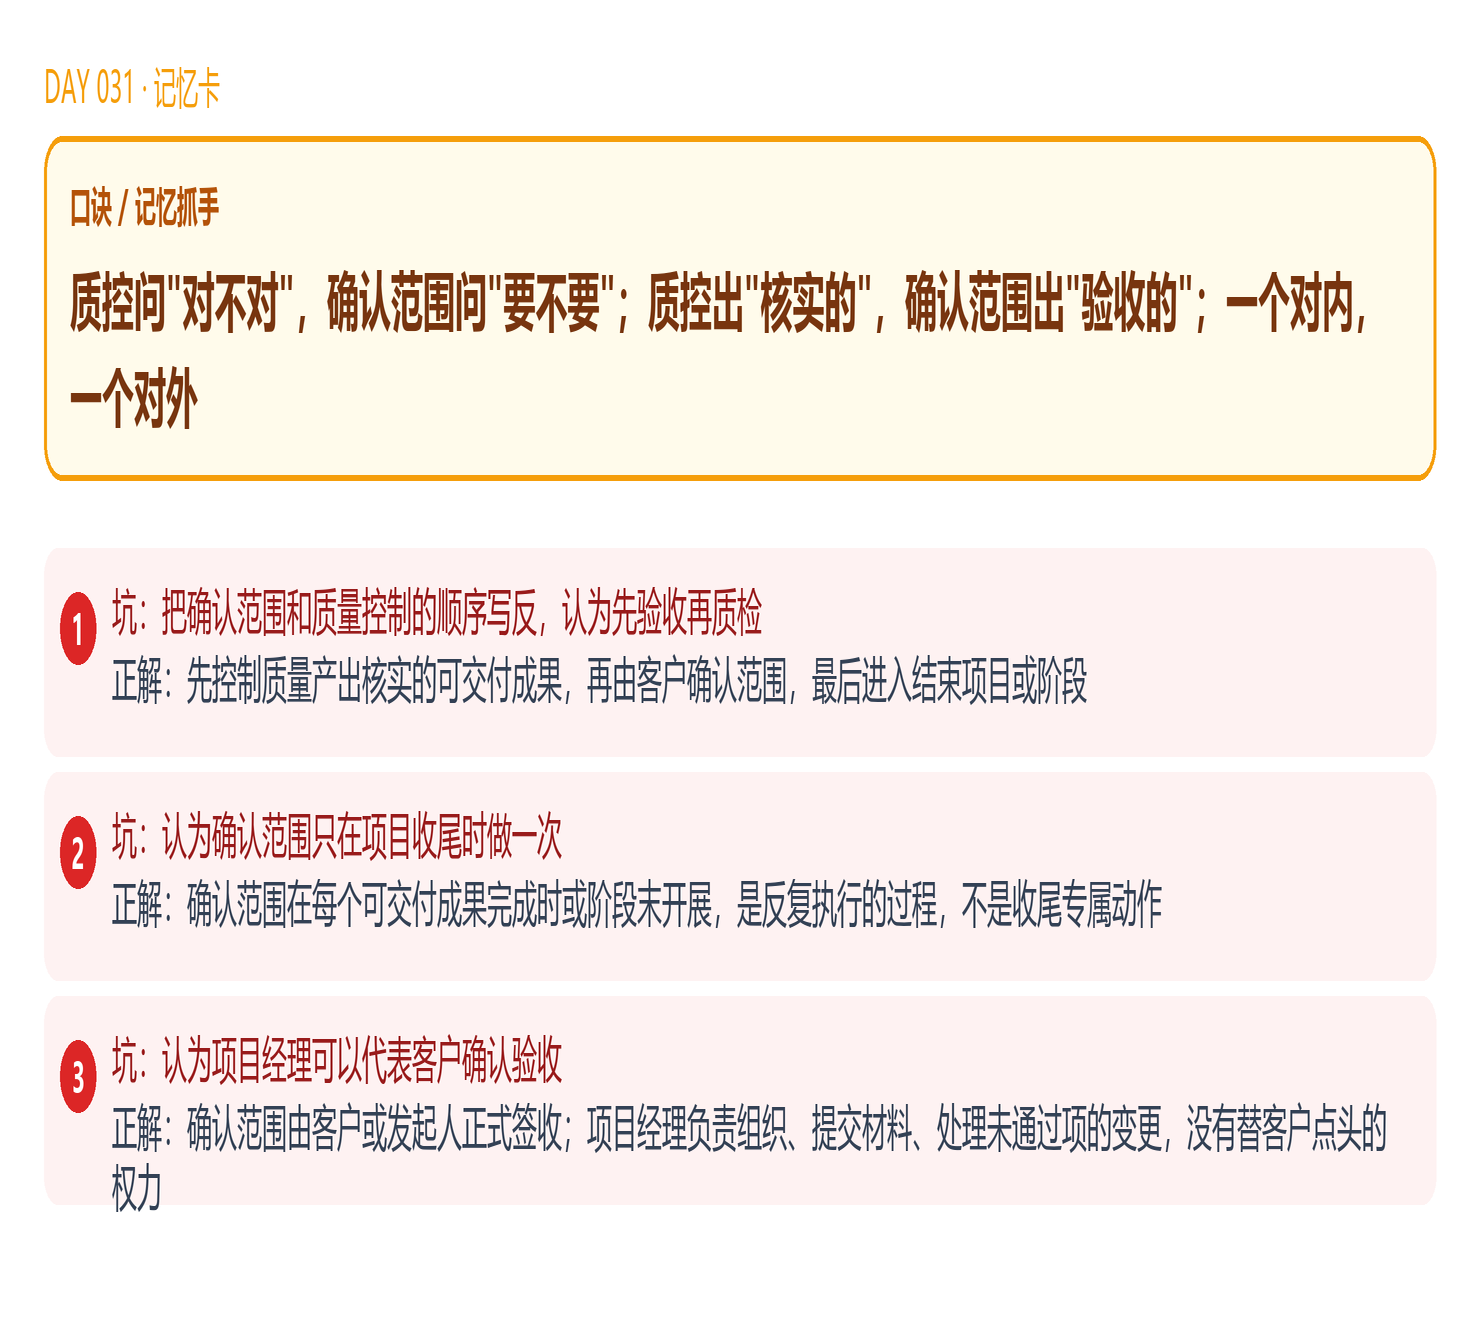 DAY 031 · 记忆卡
口诀 / 记忆抓手
质控问"对不对"，确认范围问"要不要"；质控出"核实的"，确认范围出"验收的"；一个对内，
一个对外
1
坑：把确认范围和质量控制的顺序写反，认为先验收再质检
正解：先控制质量产出核实的可交付成果，再由客户确认范围，最后进入结束项目或阶段
2
坑：认为确认范围只在项目收尾时做一次
正解：确认范围在每个可交付成果完成时或阶段末开展，是反复执行的过程，不是收尾专属动作
3
坑：认为项目经理可以代表客户确认验收
正解：确认范围由客户或发起人正式签收；项目经理负责组织、提交材料、处理未通过项的变更，没有替客户点头的
权力